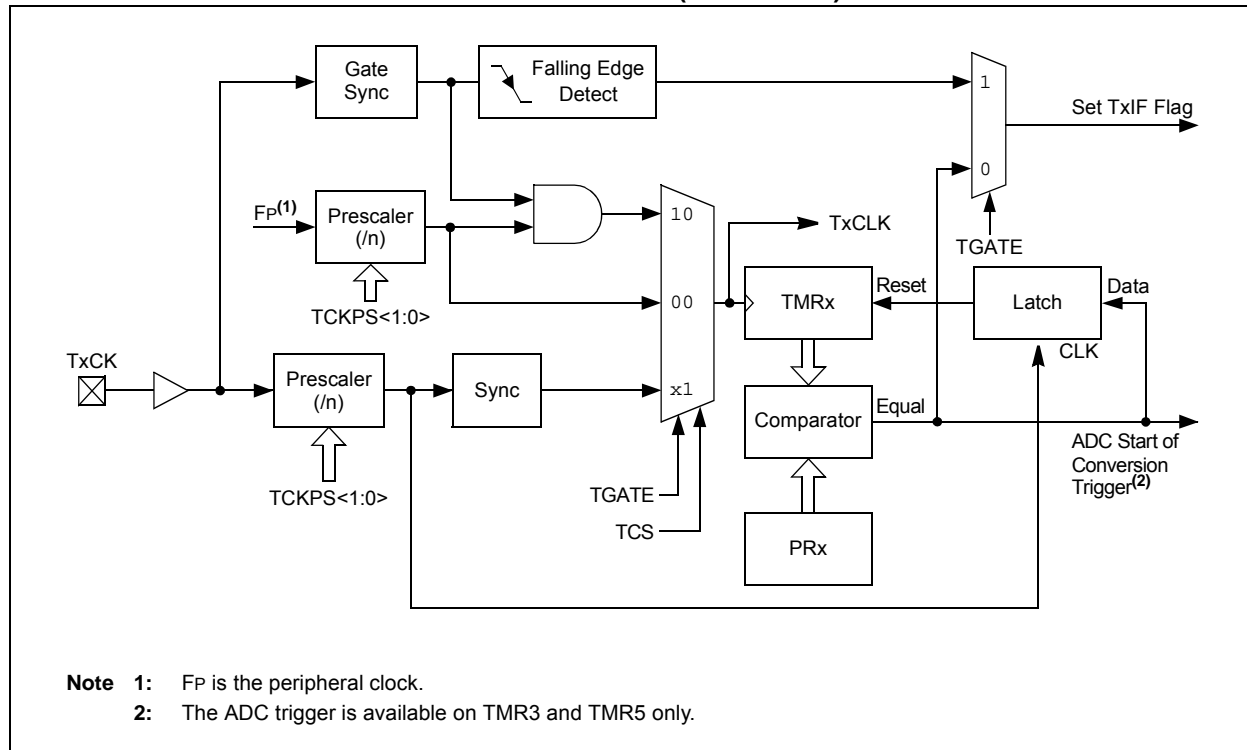 Gate
Sync
Falling Edge
Detect
1
Set TxIF Flag
0
FP(1)
Prescaler
(/n)
10
TxCLK
TGATE
TCKPS<1:0>
00
TMRx
Reset
Latch
Data
CLK
TxCK
Prescaler
(/n)
Sync
x1
Comparator
Equal
ADC Start of
Conversion
Trigger(2)
TCKPS<1:0>
TGATE
TCS
PRx
Note 1: FP is the peripheral clock.
2: The ADC trigger is available on TMR3 and TMR5 only.